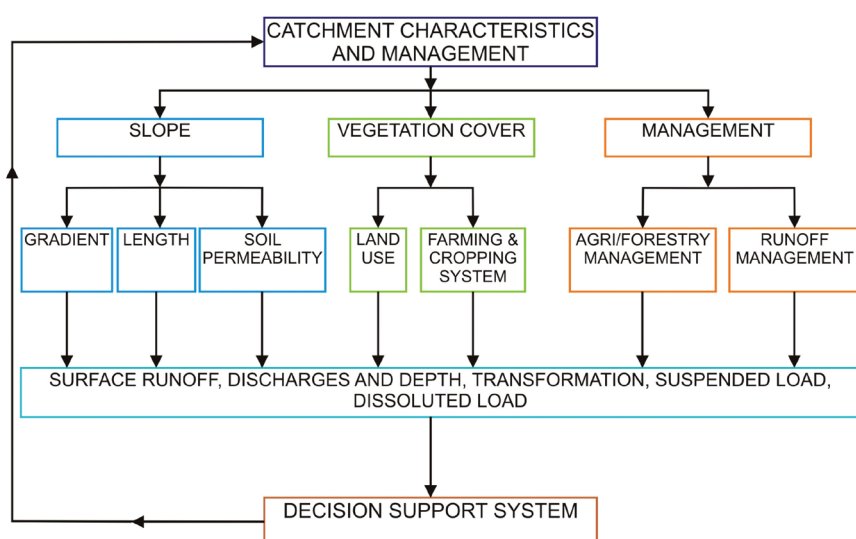 CATCHMENT CHARACTERISTICS
AND MANAGEMENT
SLOPE
VEGETATION COVER
MANAGEMENT
GRADIENT
LENGTH
SOIL
PERMEABILITY
LAND
USE
FARMING &
CROPPING
SYSTEM
AGRI/FORESTRY
MANAGEMENT
RUNOFF
MANAGEMENT
SURFACE RUNOFF, DISCHARGES AND DEPTH, TRANSFORMATION, SUSPENDED LOAD,
DISSOLUTED LOAD
DECISION SUPPORT SYSTEM